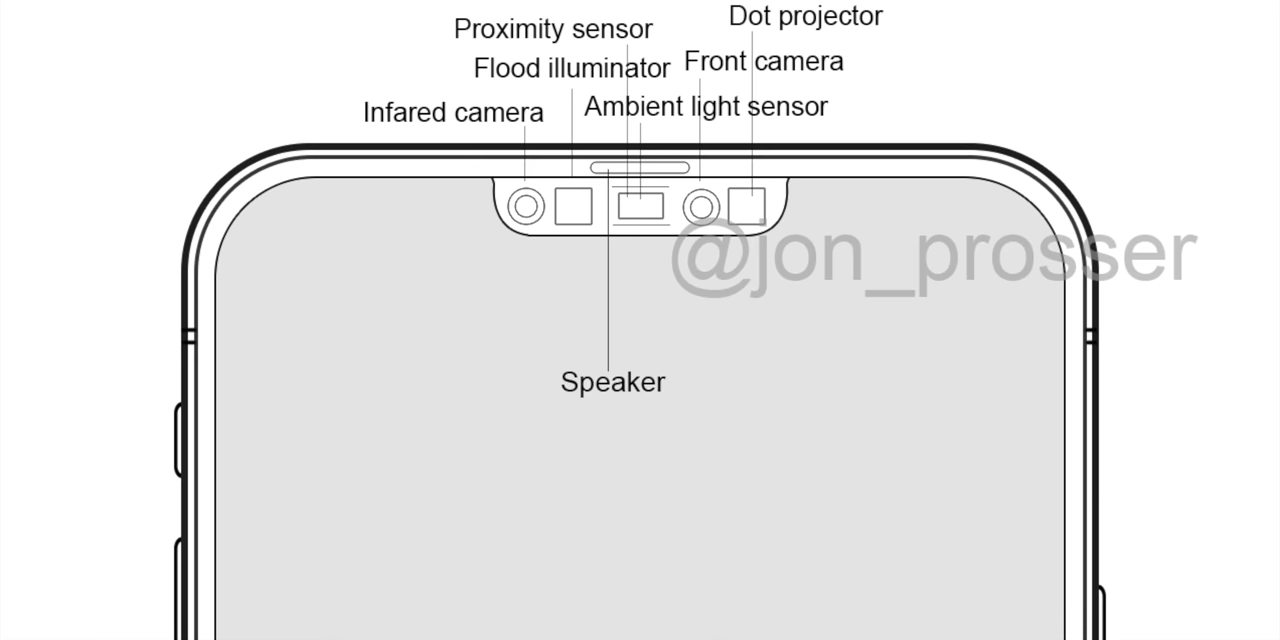 Dot projector
Proximity sensor
Front camera
Flood illuminator
Ambient light sensor
Infared camera
@jon_prosser
Speaker